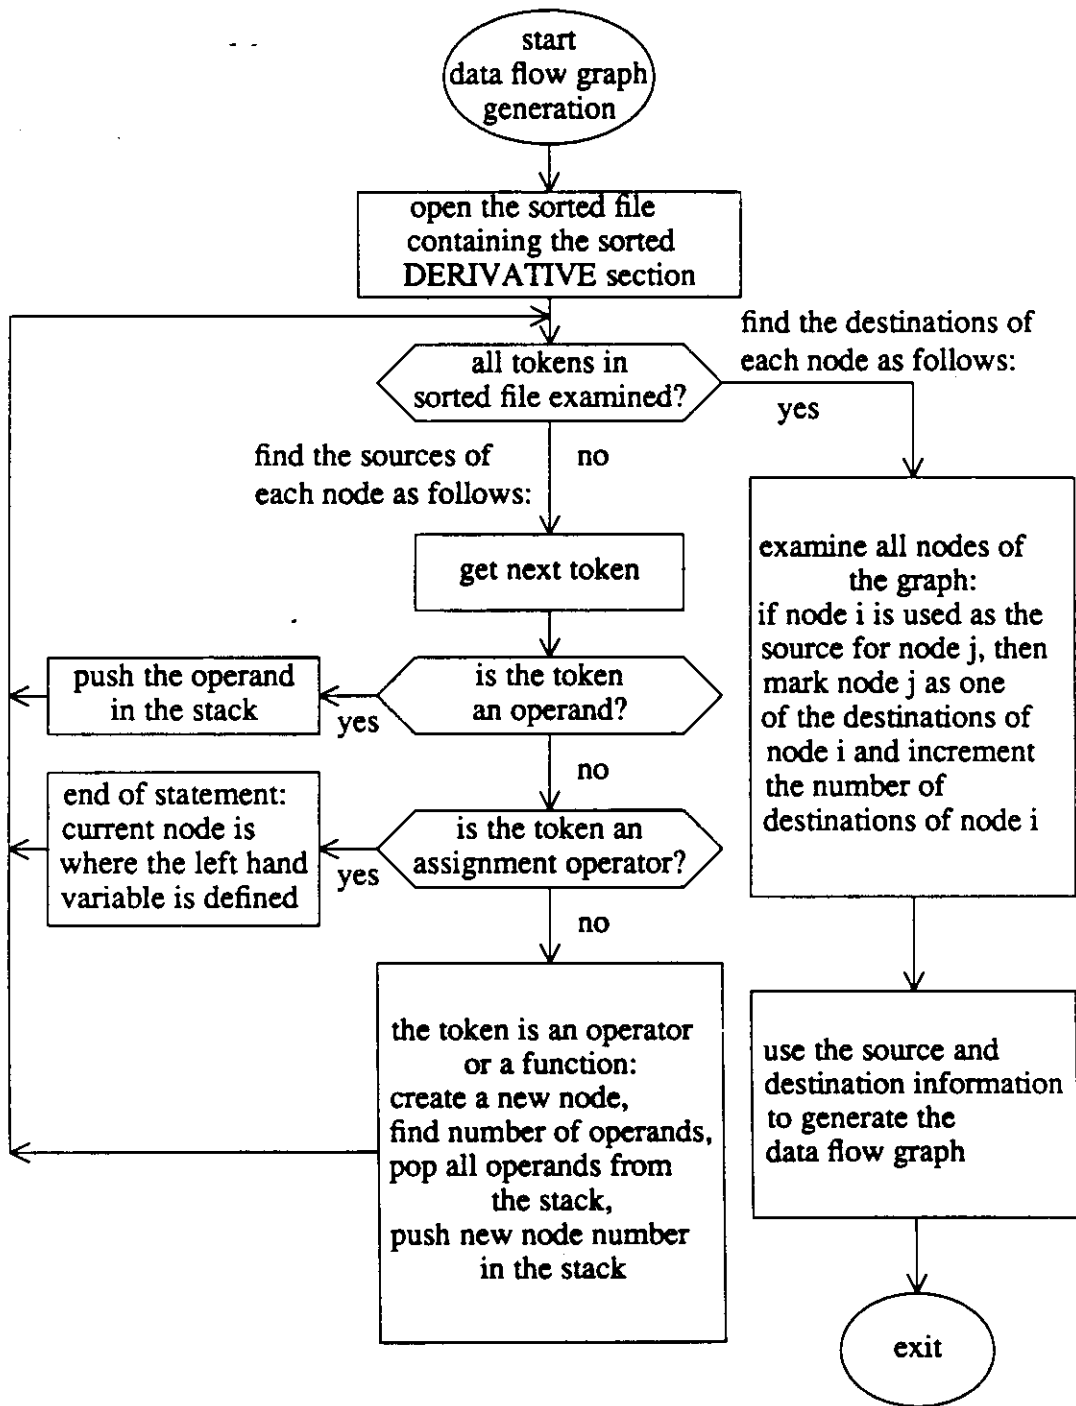 start
data flow graph
generation
open the sorted file
containing the sorted
DERIVATIVE section
find the destinations of
each node as follows:
all tokens in
sorted file examined?
yes
find the sources of
each node as follows:
no
get next token
is the token
an operand?
yes
push the operand
in the stack
no
is the token an
assignment operator?
yes
end of statement:
current node is
where the left hand
variable is defined
no
the token is an operator
or a function:
create a new node,
find number of operands,
pop all operands from
the stack,
push new node number
in the stack
examine all nodes of
the graph:
if node i is used as the
source for node j, then
mark node j as one
of the destinations of
node i and increment
the number of
destinations of node i
use the source and
destination information
to generate the
data flow graph
exit